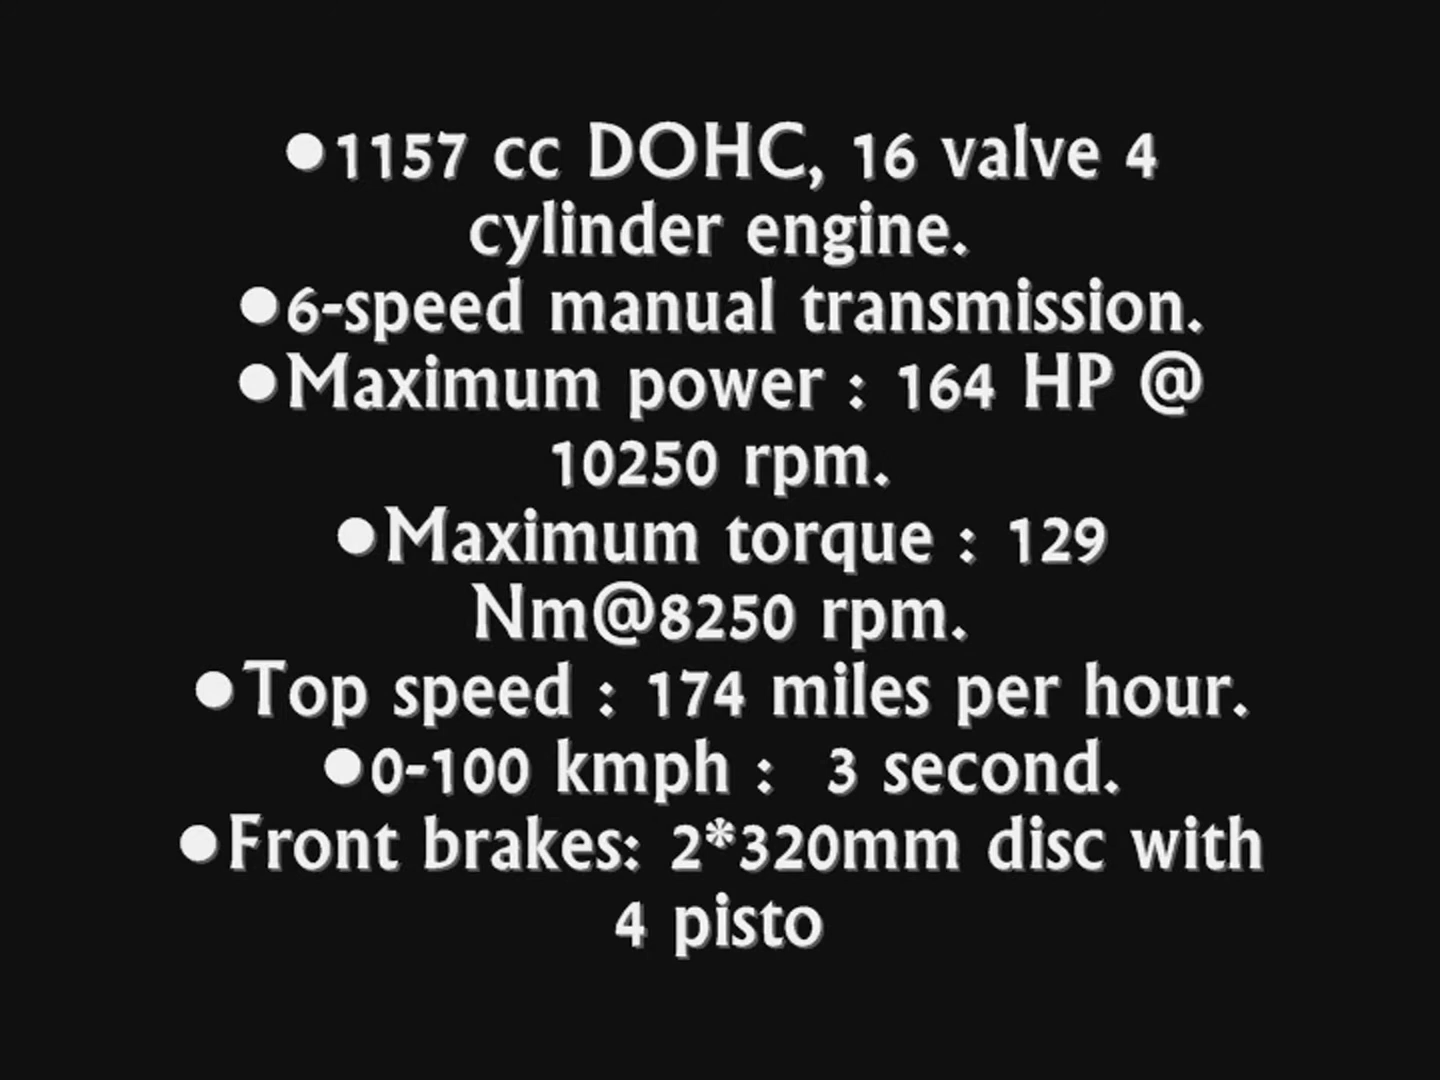 ●1157 cc DOHC, 16 valve 4
cylinder engine.
●6-speed manual transmission.
●Maximum power : 164 HP @
10250 rpm.
●Maximum torque : 129
Nm@8250 rpm.
●Top speed : 174 miles per hour.
●0-100 kmph :  3 second.
●Front brakes: 2*320mm disc with
4 pisto